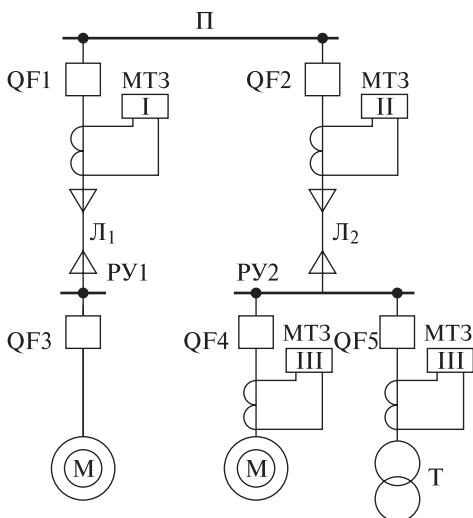 П
QF1
МТЗ
I
QF2
МТЗ
II
Л₁
Л₂
РУ1
РУ2
QF3
QF4
МТЗ
III
QF5
МТЗ
III
М
М
Т